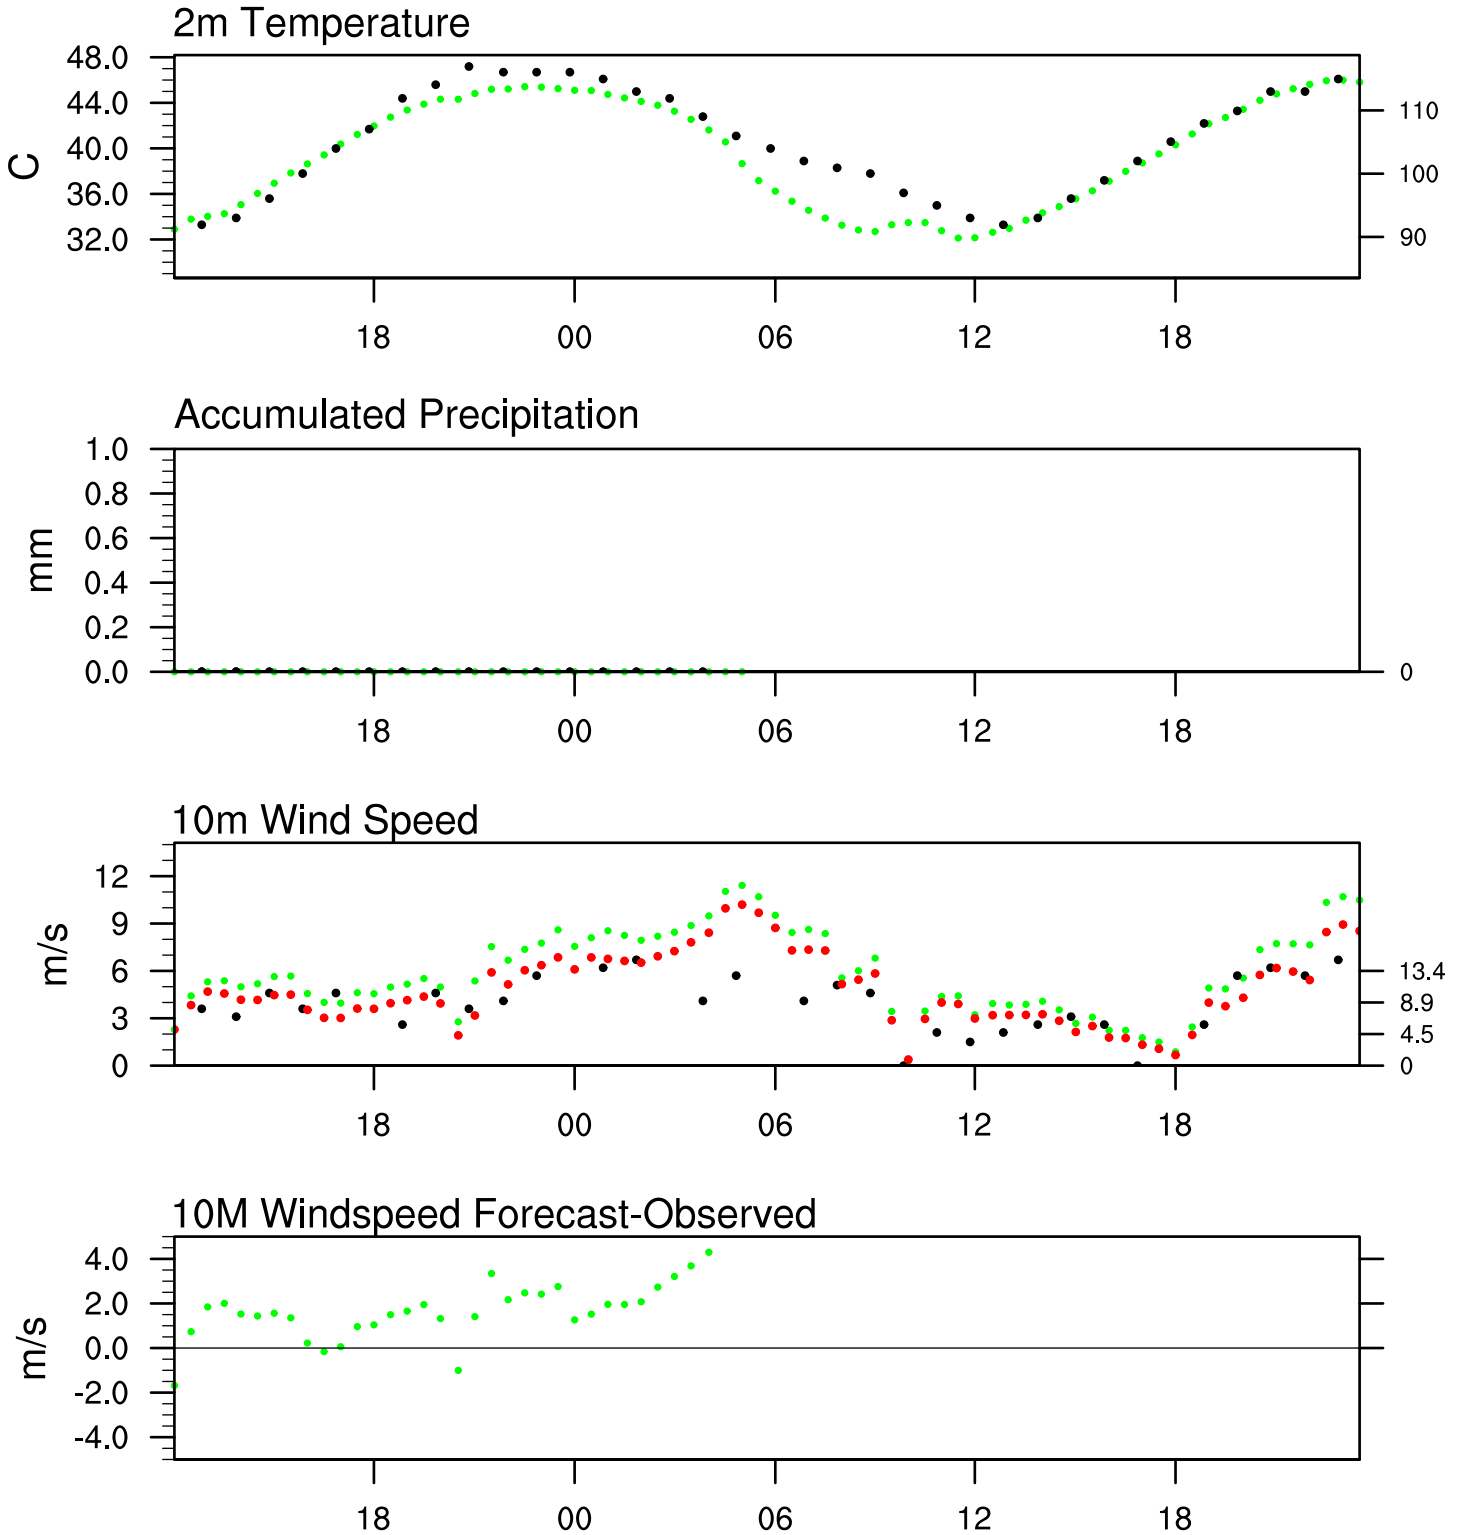 2m Temperature
48.0
44.0
40.0
36.0
32.0
C
110
100
90
18 00 06 12 18
Accumulated Precipitation
1.0
0.8
0.6
0.4
0.2
0.0
mm
0
18 00 06 12 18
10m Wind Speed
12
9
6
3
0
m/s
13.4
8.9
4.5
0
18 00 06 12 18
10M Windspeed Forecast-Observed
4.0
2.0
0.0
-2.0
-4.0
m/s
18 00 06 12 18